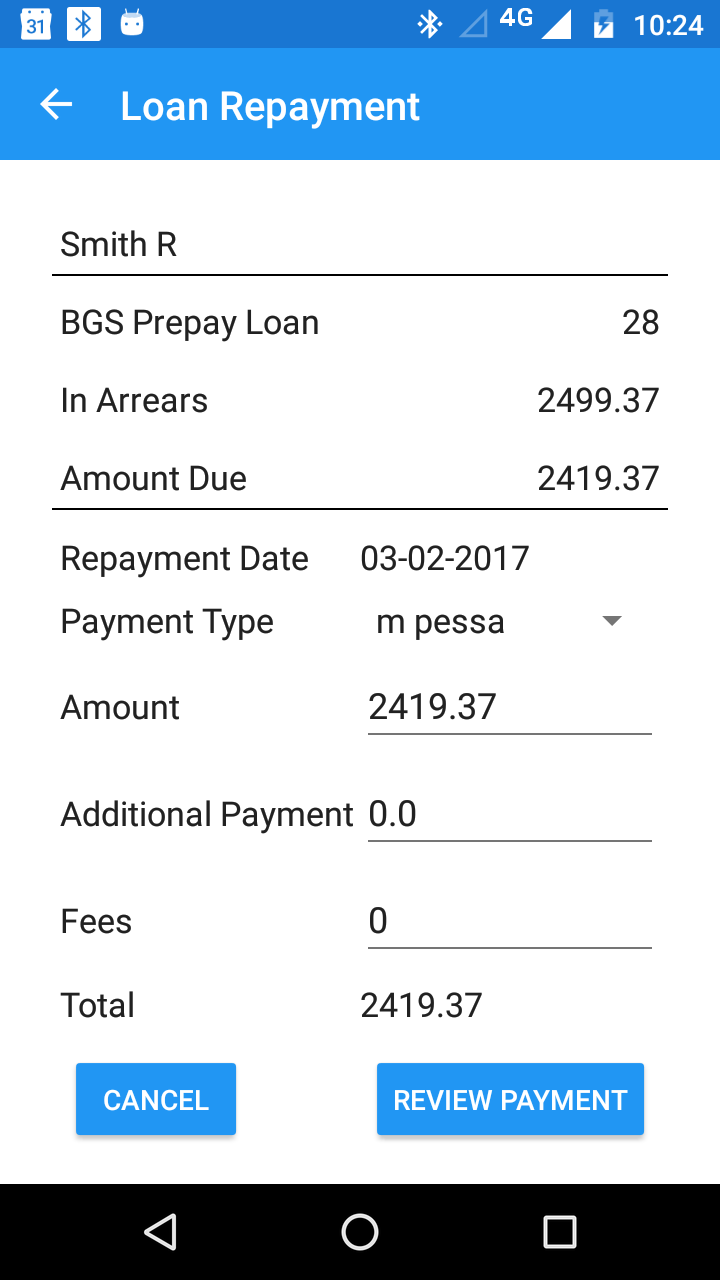 31 4G 10:24
Loan Repayment
Smith R
BGS Prepay Loan 28
In Arrears 2499.37
Amount Due 2419.37
Repayment Date 03-02-2017
Payment Type m pessa
Amount 2419.37
Additional Payment 0.0
Fees 0
Total 2419.37
CANCEL REVIEW PAYMENT